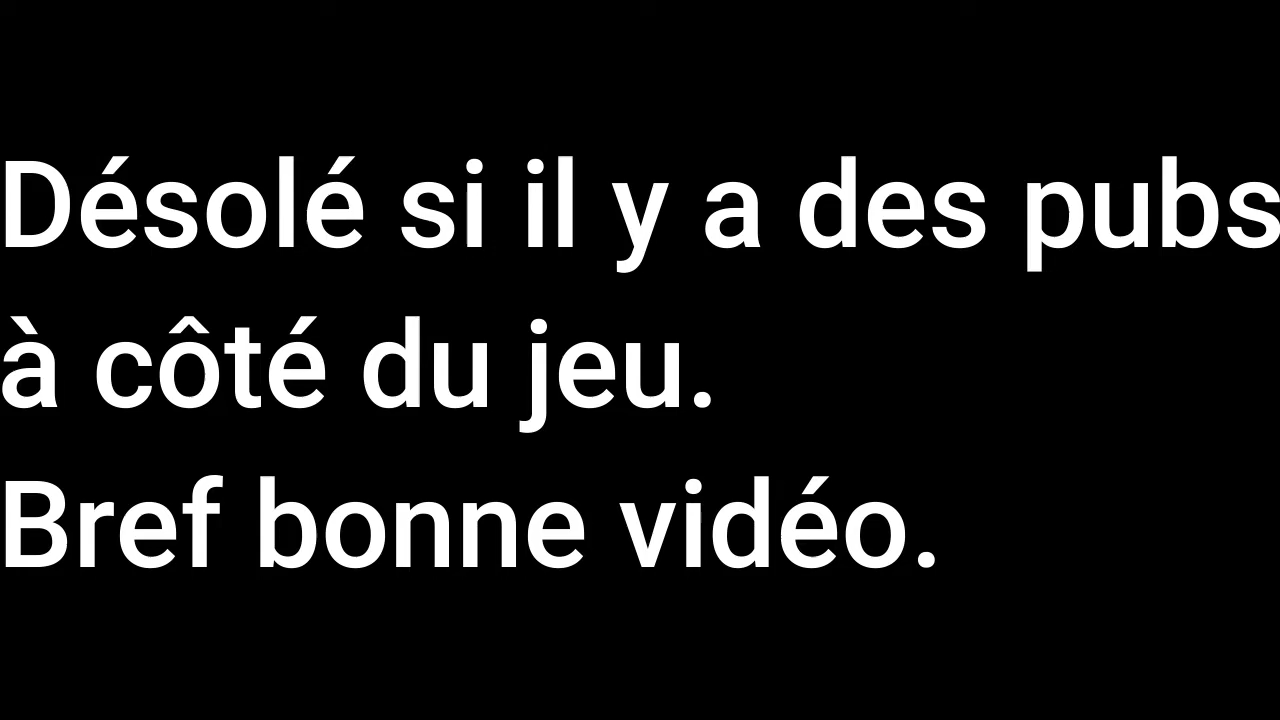 Désolé si il y a des pubs
à côté du jeu.
Bref bonne vidéo.